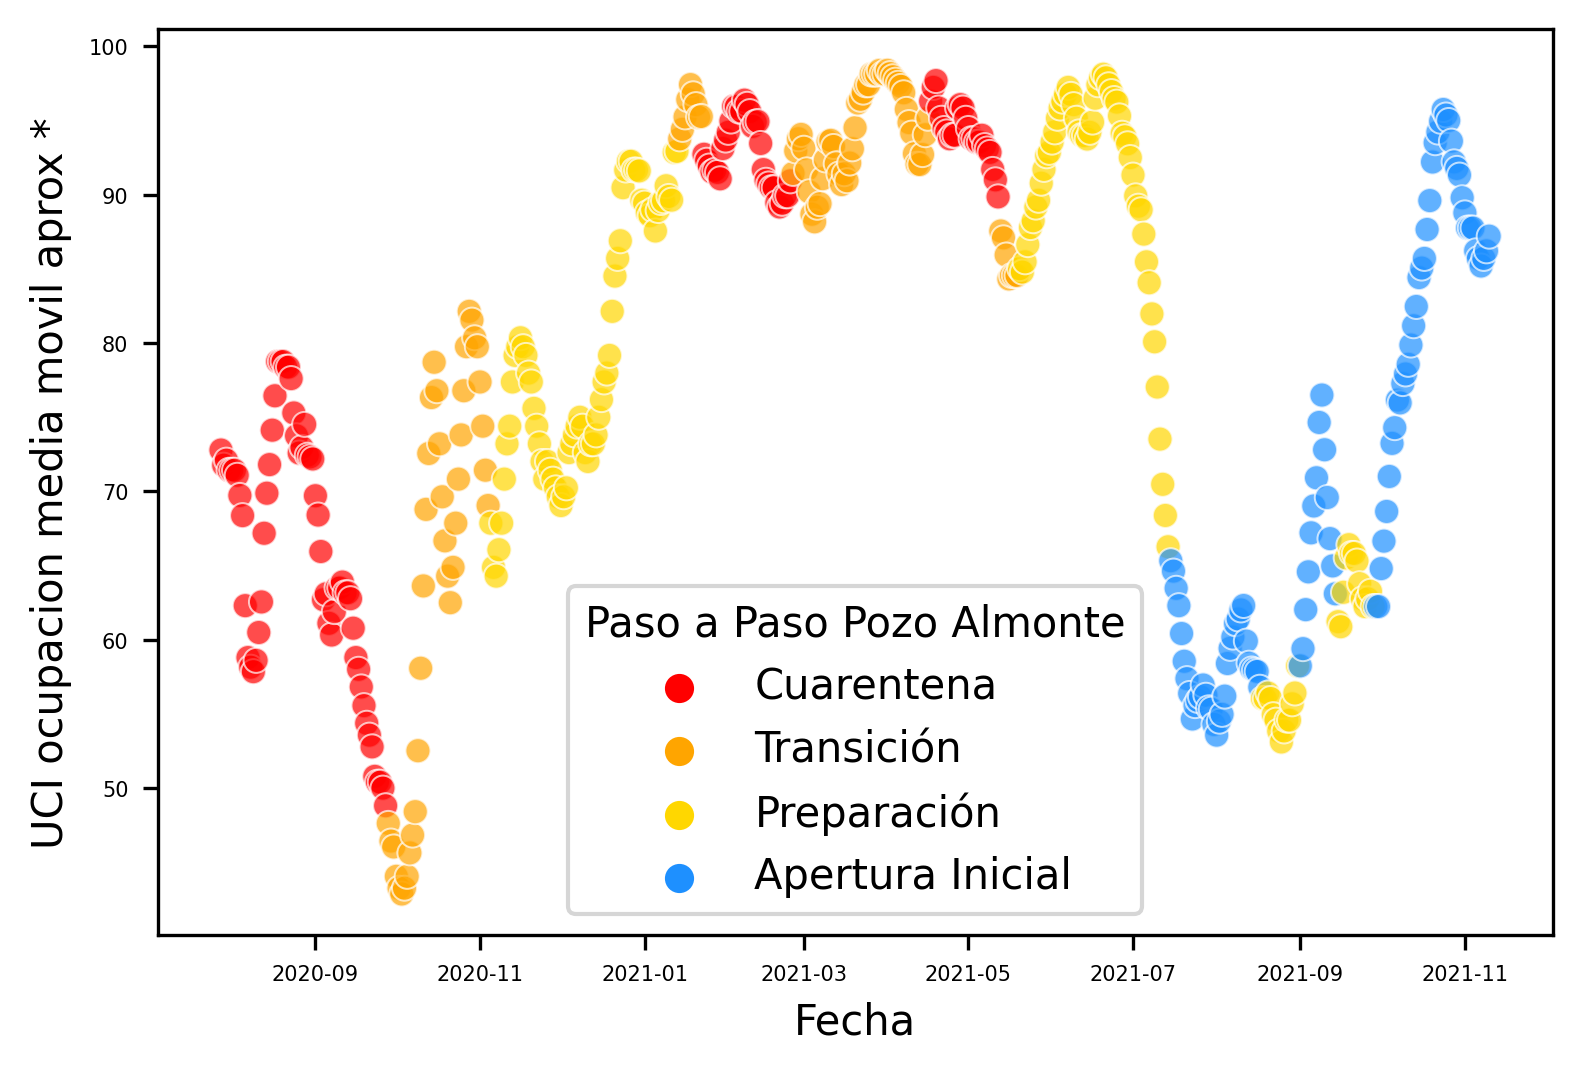 100
90
80
70
60
50
UCI ocupacion media movil aprox *
Paso a Paso Pozo Almonte
Cuarentena
Transición
Preparación
Apertura Inicial
2020-09 2020-11 2021-01 2021-03 2021-05 2021-07 2021-09 2021-11
Fecha